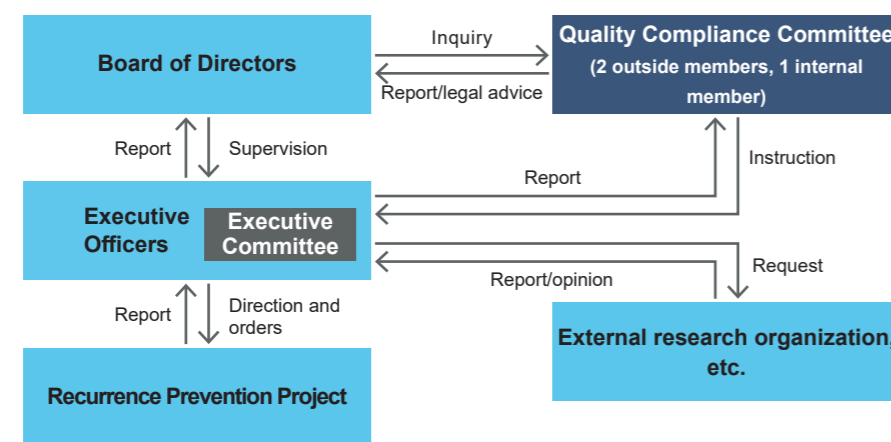 Board of Directors
Inquiry
Report/legal advice
Quality Compliance Committee
(2 outside members, 1 internal
member)
Report
Supervision
Report
Instruction
Executive
Officers
Executive
Committee
Report/opinion
Request
Report
Direction and
orders
External research organization,
etc.
Recurrence Prevention Project